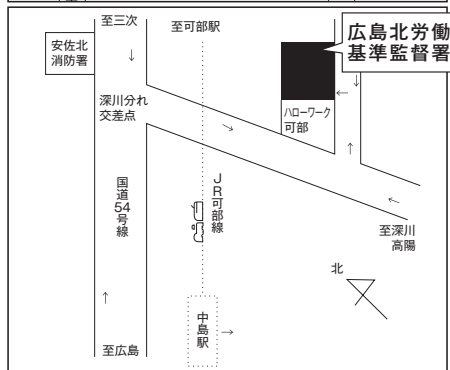 至三次
至可部駅
広島北労働
基準監督署
安佐北
消防署
深川分れ
交差点
ハローワーク
可部
国道54号線
JR可部線
至深川
高陽
北
中島駅
至広島